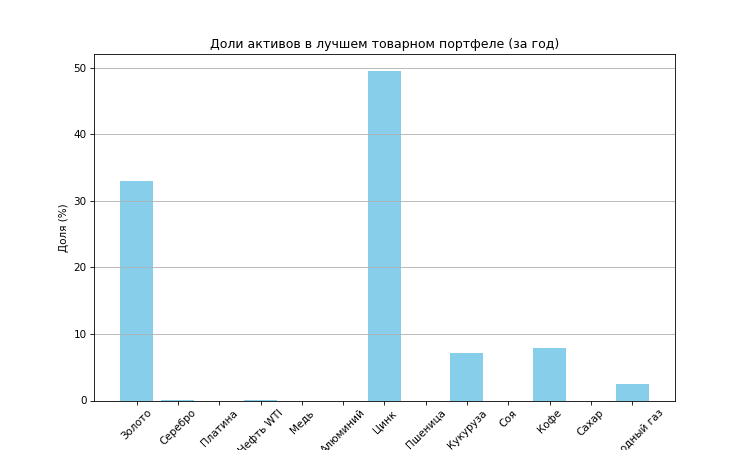 Доли активов в лучшем товарном портфеле (за год)
Доля (%)
50
40
30
20
10
0
Золото
Серебро
Платина
Нефть WTI
Медь
Алюминий
Цинк
Пшеница
Кукуруза
Соя
Кофе
Сахар
одный газ